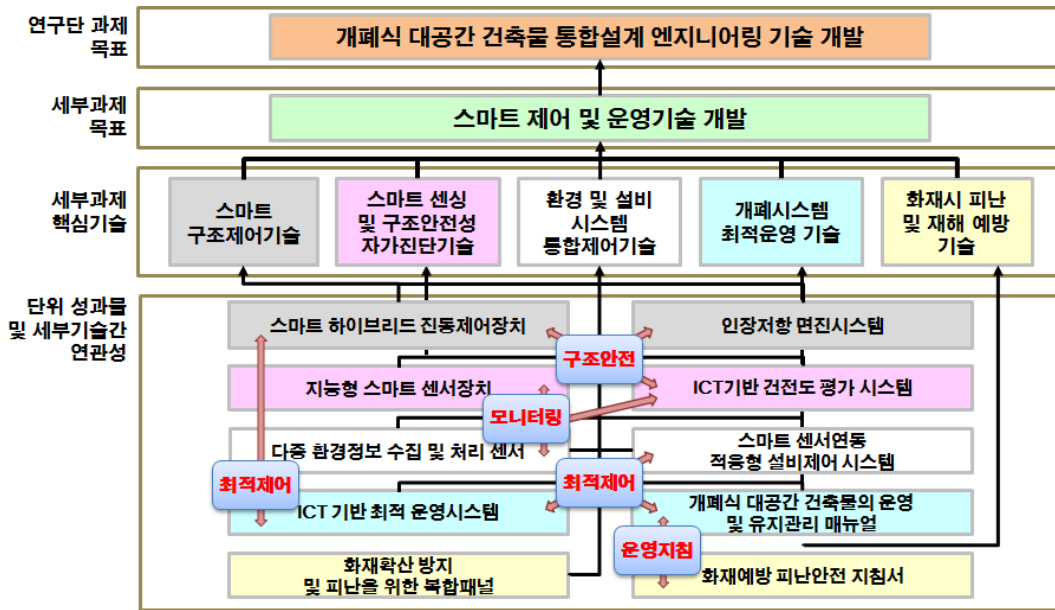 연구단 과제
목표
개폐식 대공간 건축물 통합설계 엔지니어링 기술 개발
세부과제
목표
스마트 제어 및 운영기술 개발
세부과제
핵심기술
스마트
구조제어기술
스마트 센싱
및 구조안전성
자가진단기술
환경 및 설비
시스템
통합제어기술
개폐시스템
최적운영 기술
화재시 피난
및 재해 예방
기술
단위 성과물
및 세부기술간
연관성
스마트 하이브리드 진동제어장치
인장저항 면진시스템
구조안전
지능형 스마트 센서장치
ICT기반 건전도 평가 시스템
모니터링
다중 환경정보 수집 및 처리 센서
스마트 센서연동
적응형 설비제어 시스템
최적제어
최적제어
ICT 기반 최적 운영시스템
개폐식 대공간 건축물의 운영
및 유지관리 매뉴얼
운영지침
화재확산 방지
및 피난을 위한 복합패널
화재예방 피난안전 지침서